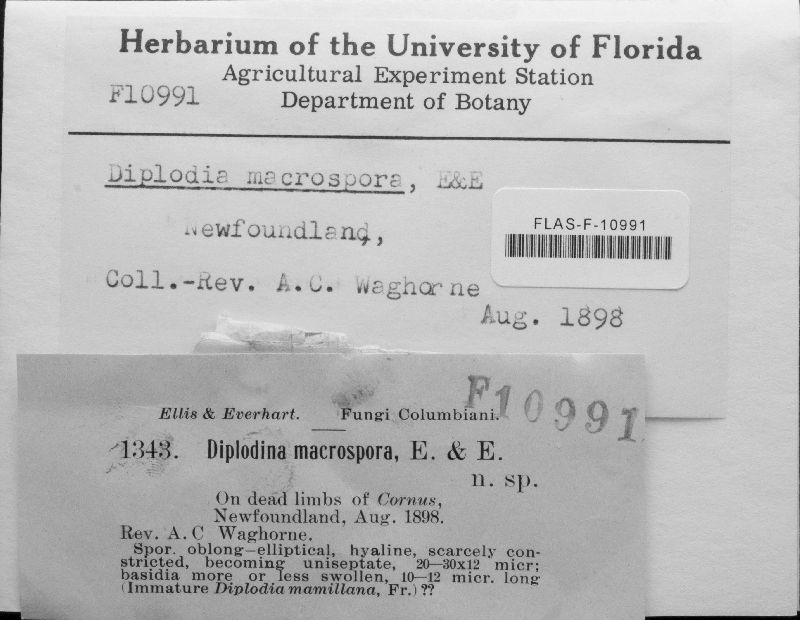 Herbarium of the University of Florida
Agricultural Experiment Station
F10991
Department of Botany
Diplodia macrospora, E&E
Newfoundland,
FLAS-F-10991
Coll.-Rev. A.C. Waghorne
Aug. 1898
F10991
Ellis & Everhart. Fungi Columbiani.
1343. Diplodina macrospora, E. & E.
n. sp.
On dead limbs of Cornus,
Newfoundland, Aug. 1898.
Rev. A. C Waghorne.
Spor. oblong—elliptical, hyaline, scarcely con-
stricted, becoming uniseptate, 20—30x12 micr;
basidia more or less swollen, 10—12 micr. long
(Immature Diplodia mamillana, Fr.) ??